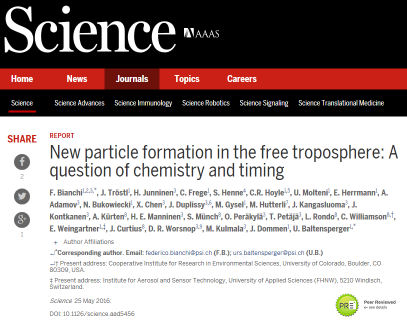 Science AAAS
Home News Journals Topics Careers
Science Science Advances Science Immunology Science Robotics Science Signaling Science Translational Medicine
SHARE
2
1
REPORT
New particle formation in the free troposphere: A
question of chemistry and timing
F. Bianchi1,2,3,*, J. Tröstl1, H. Junninen3, C. Frege1, S. Henne4, C.R. Hoyle1,5, U. Molteni1, E. Herrmann1, A.
Adamov3, N. Bukowiecki1, X. Chen3, J. Duplissy3,6, M. Gysel1, M. Hutterli7, J. Kangasluoma3, J.
Kontkanen3, A. Kürten8, H. E. Manninen3, S. Münch8, O. Peräkylä3, T. Petäjä3, L. Rondo8, C. Williamson8,†,
E. Weingartner1,‡, J. Curtius8, D. R. Worsnop3,9, M. Kulmala3, J. Dommen1, U. Baltensperger1,*
+ Author Affiliations
↵*Corresponding author. Email: federico.bianchi@psi.ch (F.B.); urs.baltensperger@psi.ch (U.B.)
↵† Present address: Cooperative Institute for Research in Environmental Sciences, University of Colorado, Boulder, CO
80309, USA.
‡ Present address: Institute for Aerosol and Sensor Technology, University of Applied Sciences (FHNW), 5210 Windisch,
Switzerland.
Science 25 May 2016:
DOI: 10.1126/science.aad5456
PRE Peer Reviewed
← see details